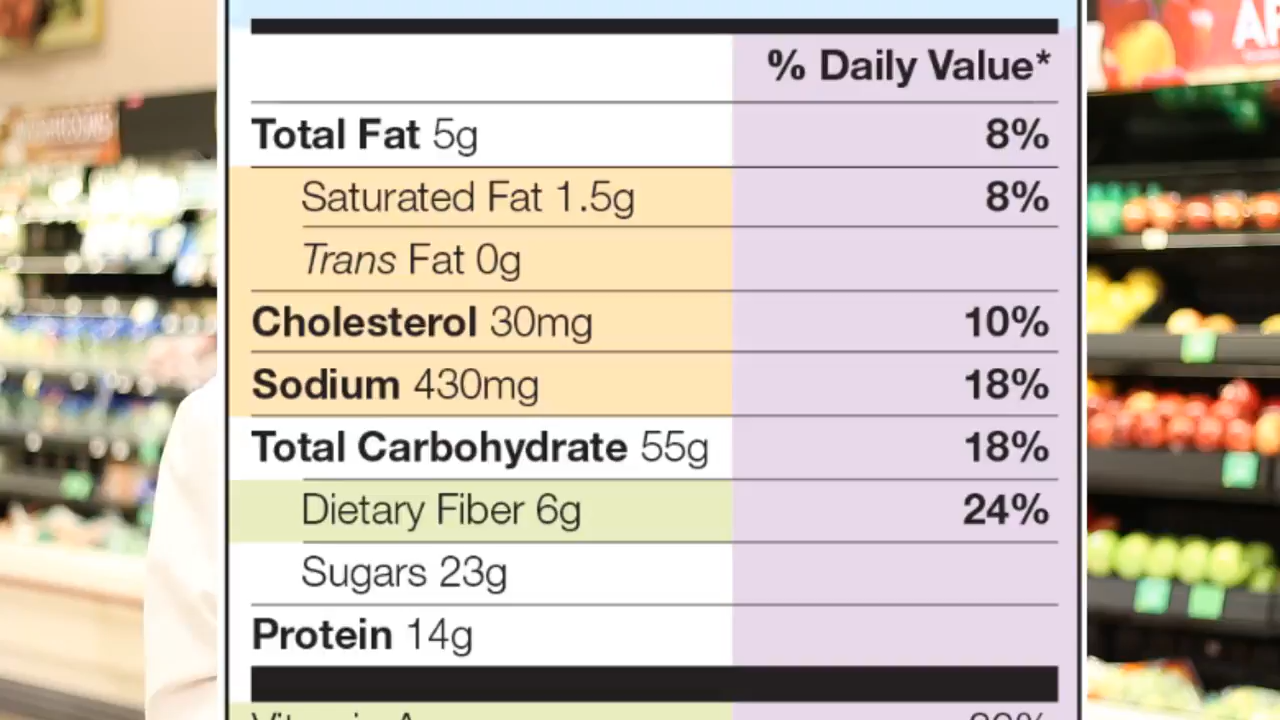 % Daily Value*
Total Fat 5g 8%
Saturated Fat 1.5g 8%
Trans Fat 0g
Cholesterol 30mg 10%
Sodium 430mg 18%
Total Carbohydrate 55g 18%
Dietary Fiber 6g 24%
Sugars 23g
Protein 14g